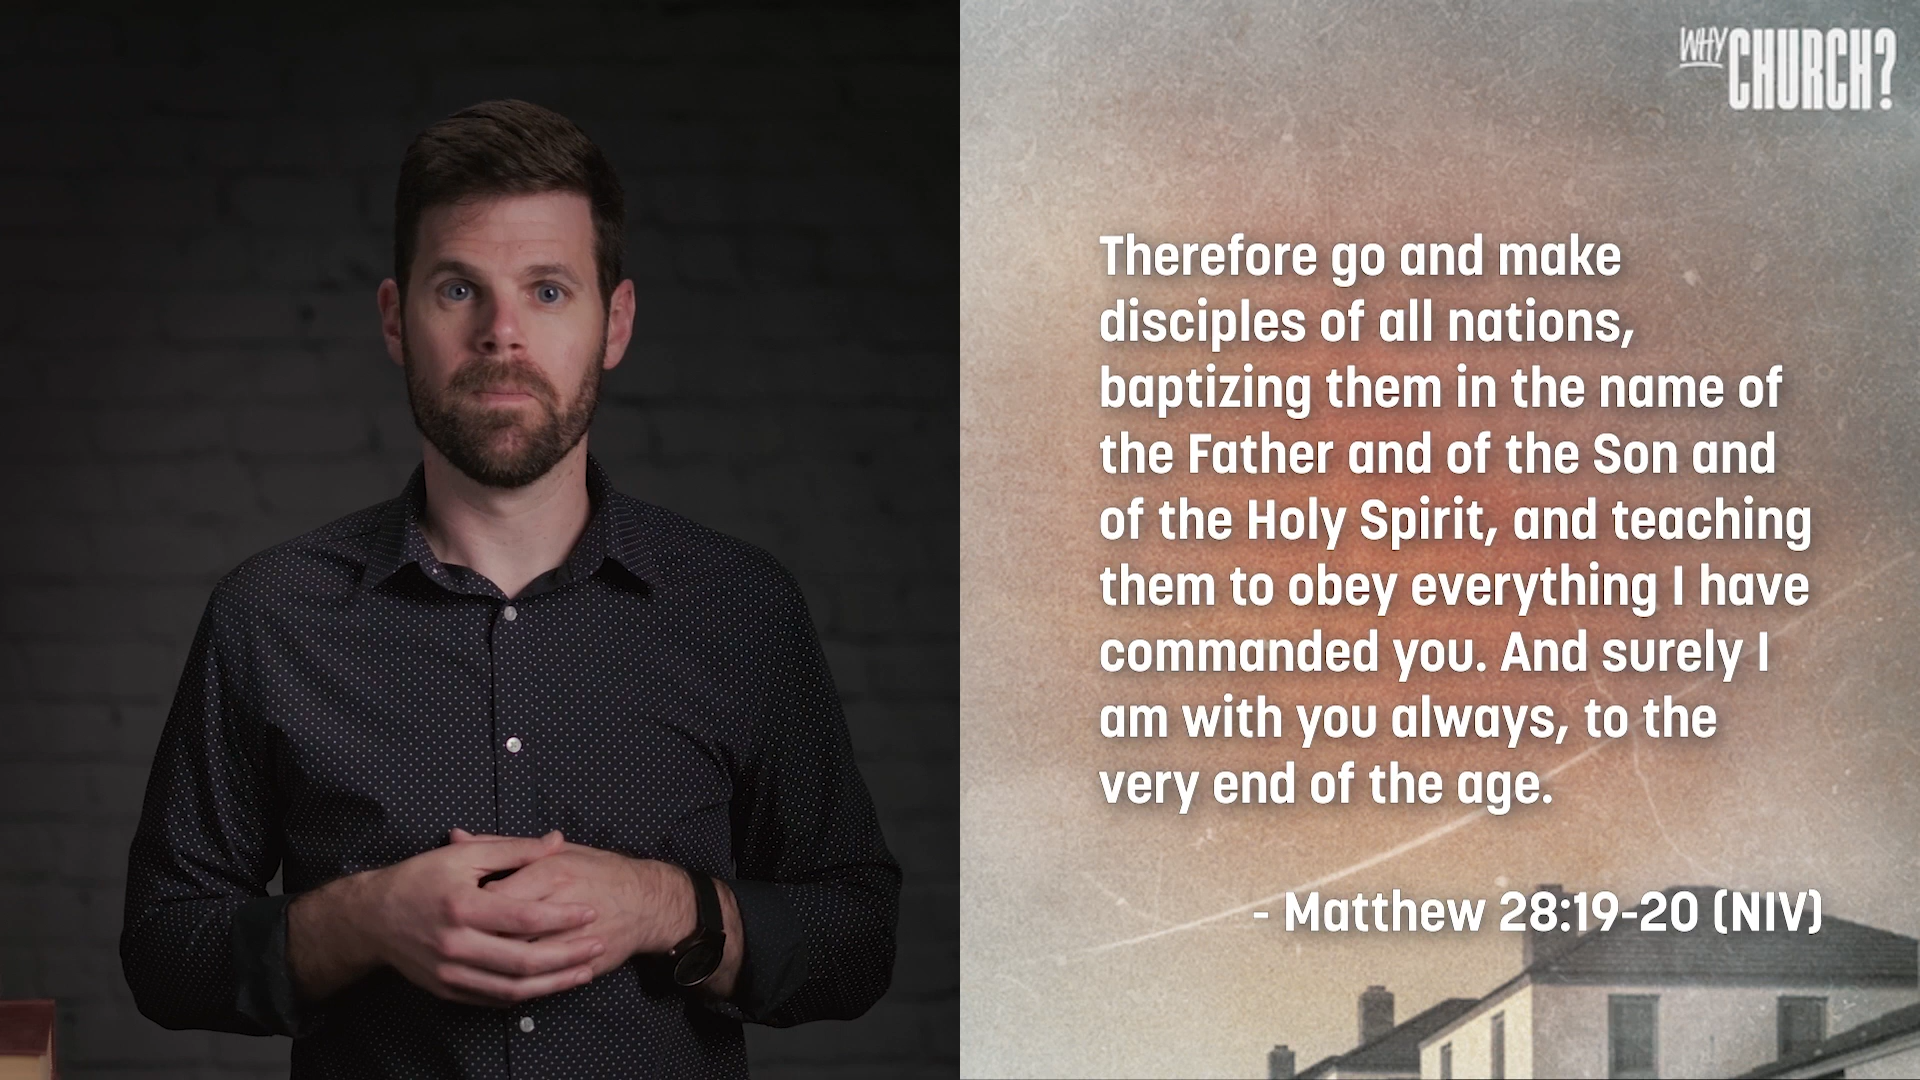 WHY
CHURCH?
Therefore go and make
disciples of all nations,
baptizing them in the name of
the Father and of the Son and
of the Holy Spirit, and teaching
them to obey everything I have
commanded you. And surely I
am with you always, to the
very end of the age.
- Matthew 28:19-20 (NIV)